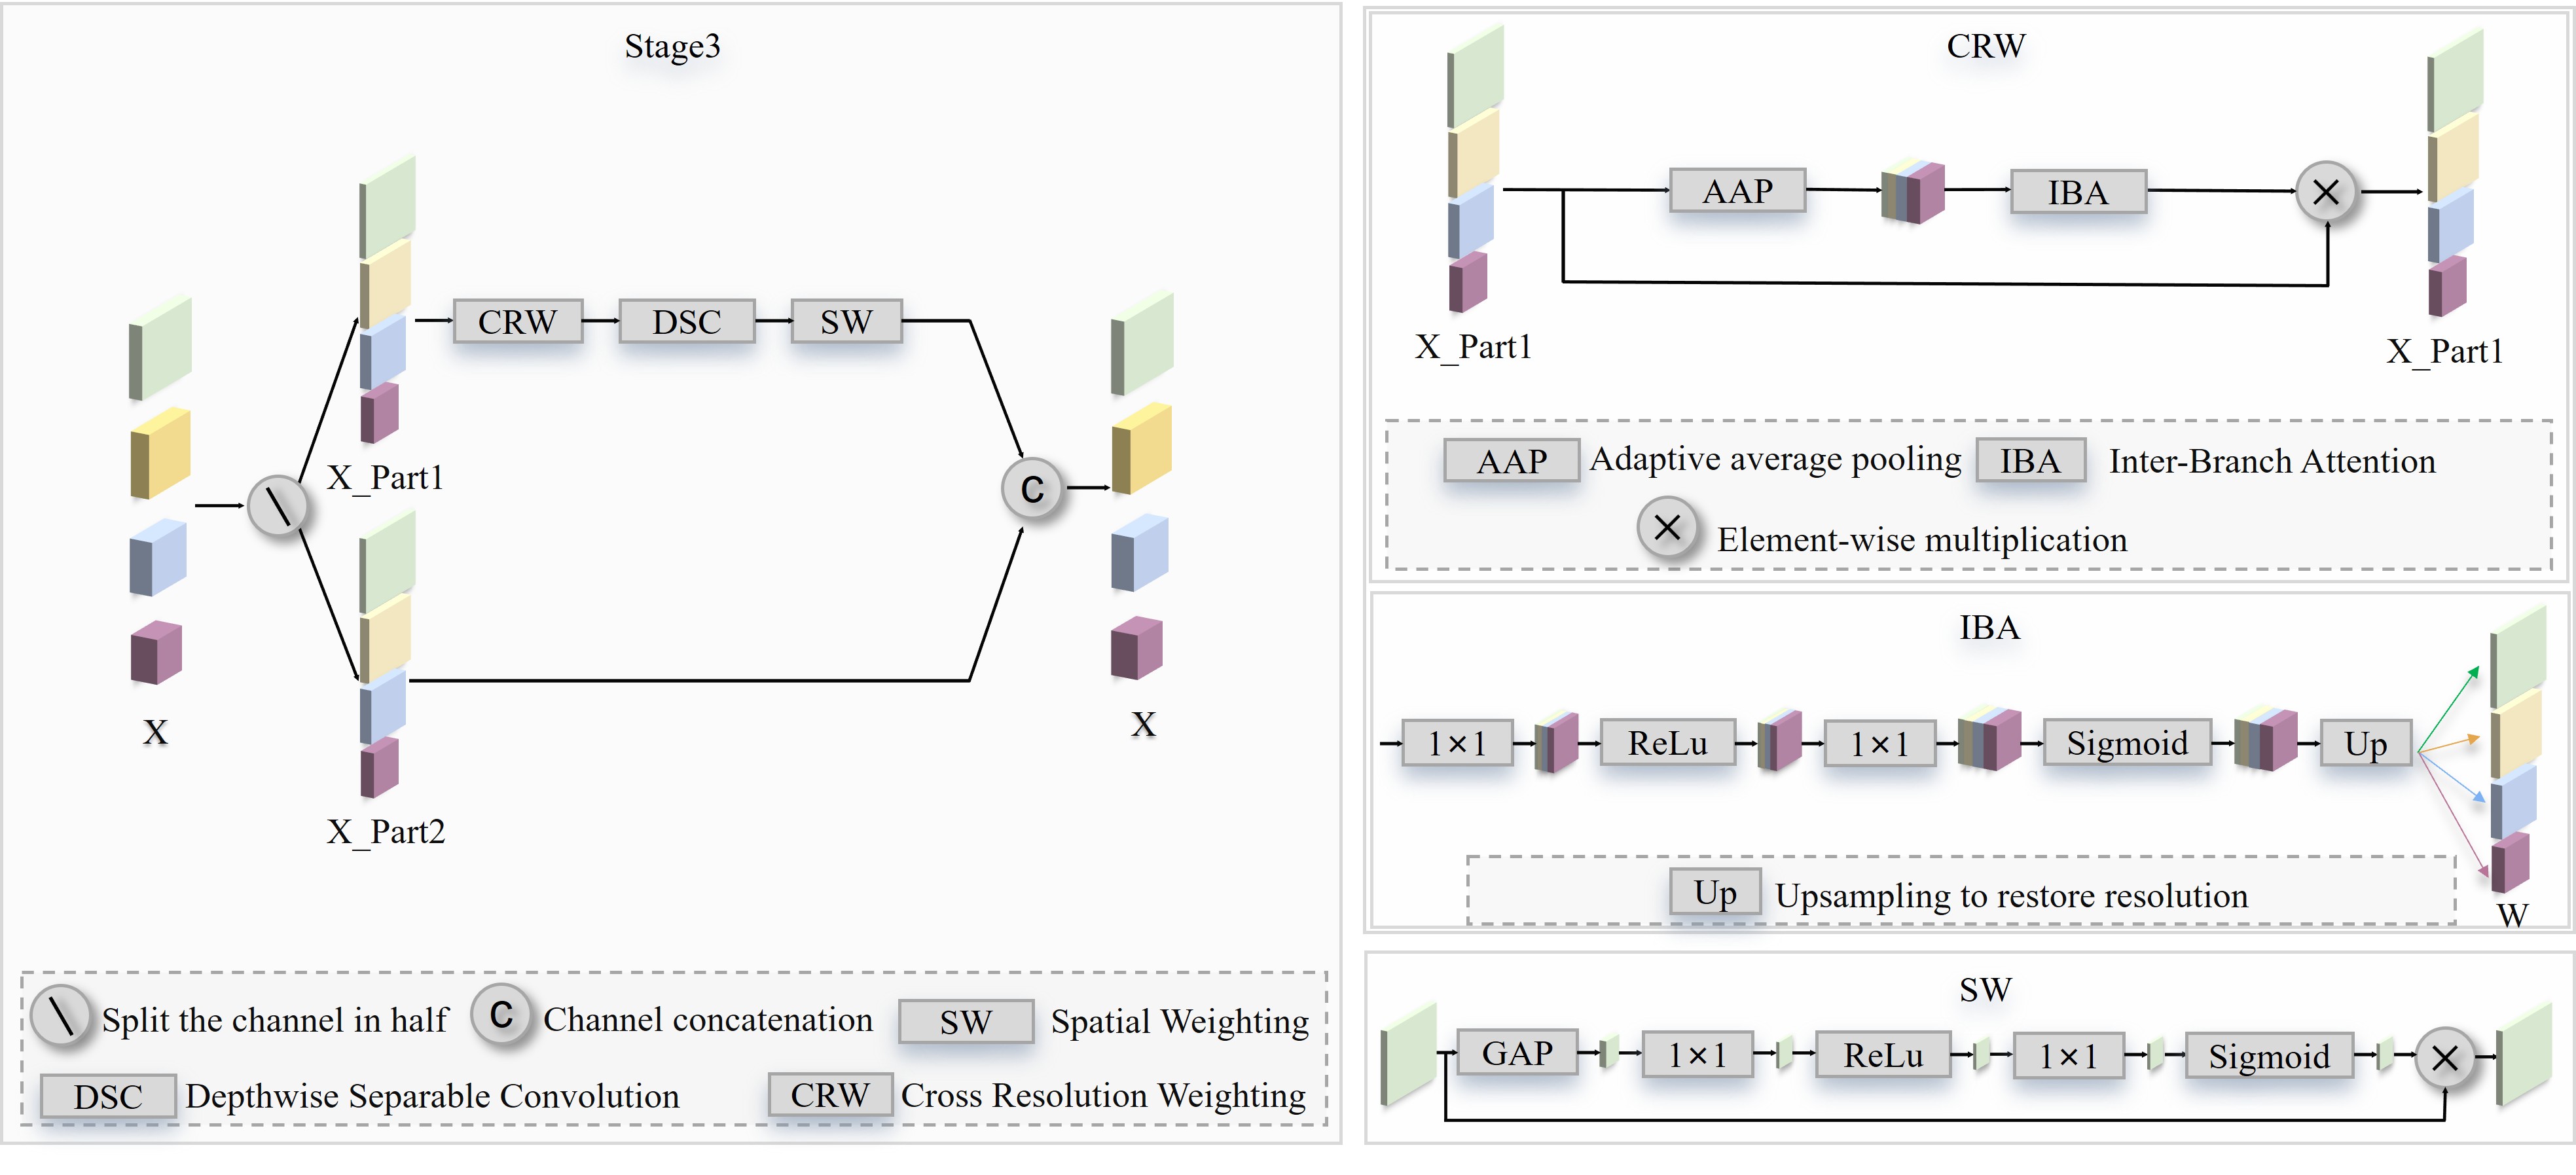 Stage3
X
\
X_Part1
CRW
DSC
SW
C
X_Part2
X
\ Split the channel in half
C Channel concatenation
SW Spatial Weighting
DSC Depthwise Separable Convolution
CRW Cross Resolution Weighting
CRW
X_Part1
AAP
IBA
×
X_Part1
AAP Adaptive average pooling
IBA Inter-Branch Attention
× Element-wise multiplication
IBA
1×1
ReLu
1×1
Sigmoid
Up
W
Up Upsampling to restore resolution
SW
GAP
1×1
ReLu
1×1
Sigmoid
×